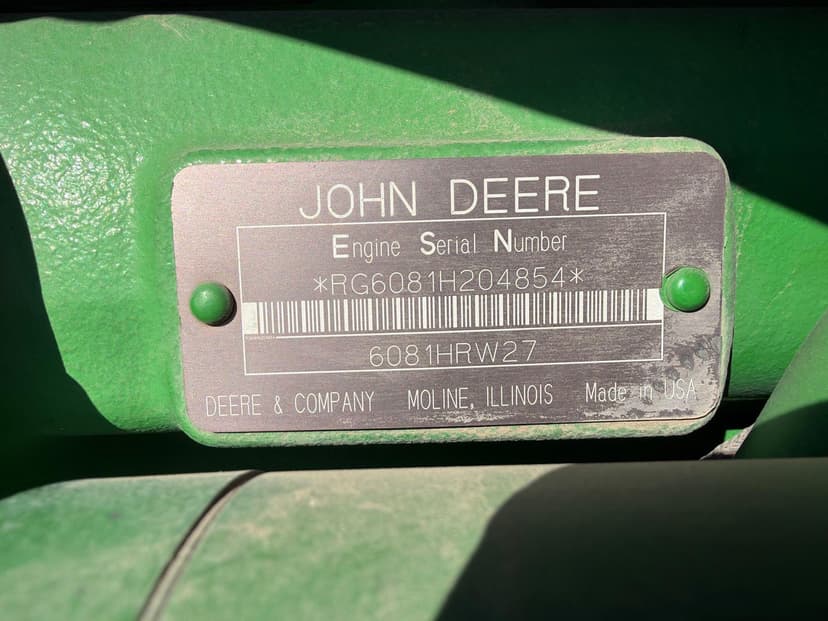 JOHN DEERE
Engine Serial Number
*RG6081H204854*
6081HRW27
DEERE & COMPANY MOLINE, ILLINOIS Made in USA